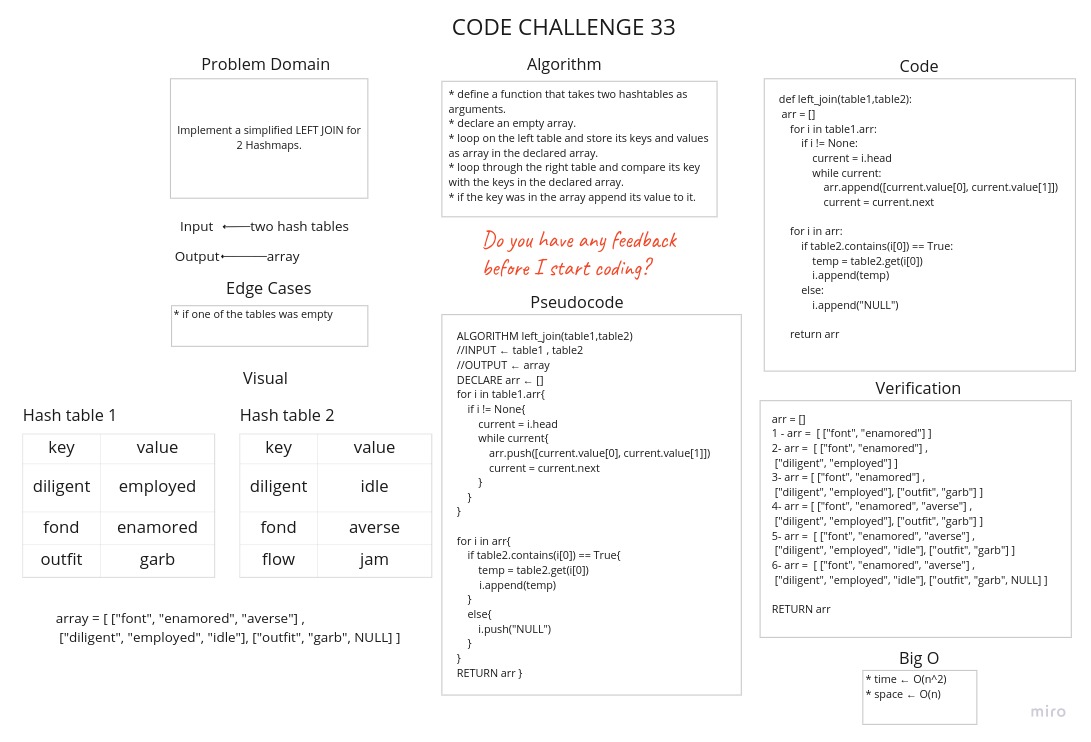 CODE CHALLENGE 33
Problem Domain
Implement a simplified LEFT JOIN for
2 Hashmaps.
Input ←——two hash tables
Output←———array
Edge Cases
* if one of the tables was empty
Visual
Hash table 1
key value
diligent employed
fond enamored
outfit garb
Hash table 2
key value
diligent idle
fond averse
flow jam
array = [ ["font", "enamored", "averse"] ,
["diligent", "employed", "idle"], ["outfit", "garb", NULL] ]
Algorithm
* define a function that takes two hashtables as
arguments.
* declare an empty array.
* loop on the left table and store its keys and values
as array in the declared array.
* loop through the right table and compare its key
with the keys in the declared array.
* if the key was in the array append its value to it.
Do you have any feedback
before I start coding?
Pseudocode
ALGORITHM left_join(table1,table2)
//INPUT ← table1 , table2
//OUTPUT ← array
DECLARE arr ← []
for i in table1.arr{
if i != None{
current = i.head
while current{
arr.push([current.value[0], current.value[1]])
current = current.next
}
}
}
for i in arr{
if table2.contains(i[0]) == True{
temp = table2.get(i[0])
i.append(temp)
}
else{
i.push("NULL")
}
}
RETURN arr }
Code
def left_join(table1,table2):
arr = []
for i in table1.arr:
if i != None:
current = i.head
while current:
arr.append([current.value[0], current.value[1]])
current = current.next
for i in arr:
if table2.contains(i[0]) == True:
temp = table2.get(i[0])
i.append(temp)
else:
i.append("NULL")
return arr
Verification
arr = []
1 - arr = [ ["font", "enamored"] ]
2- arr = [ ["font", "enamored"] ,
["diligent", "employed"] ]
3- arr = [ ["font", "enamored"] ,
["diligent", "employed"], ["outfit", "garb"] ]
4- arr = [ ["font", "enamored", "averse"] ,
["diligent", "employed"], ["outfit", "garb"] ]
5- arr = [ ["font", "enamored", "averse"] ,
["diligent", "employed", "idle"], ["outfit", "garb"] ]
6- arr = [ ["font", "enamored", "averse"] ,
["diligent", "employed", "idle"], ["outfit", "garb", NULL] ]
RETURN arr
Big O
* time ← O(n^2)
* space ← O(n)
miro